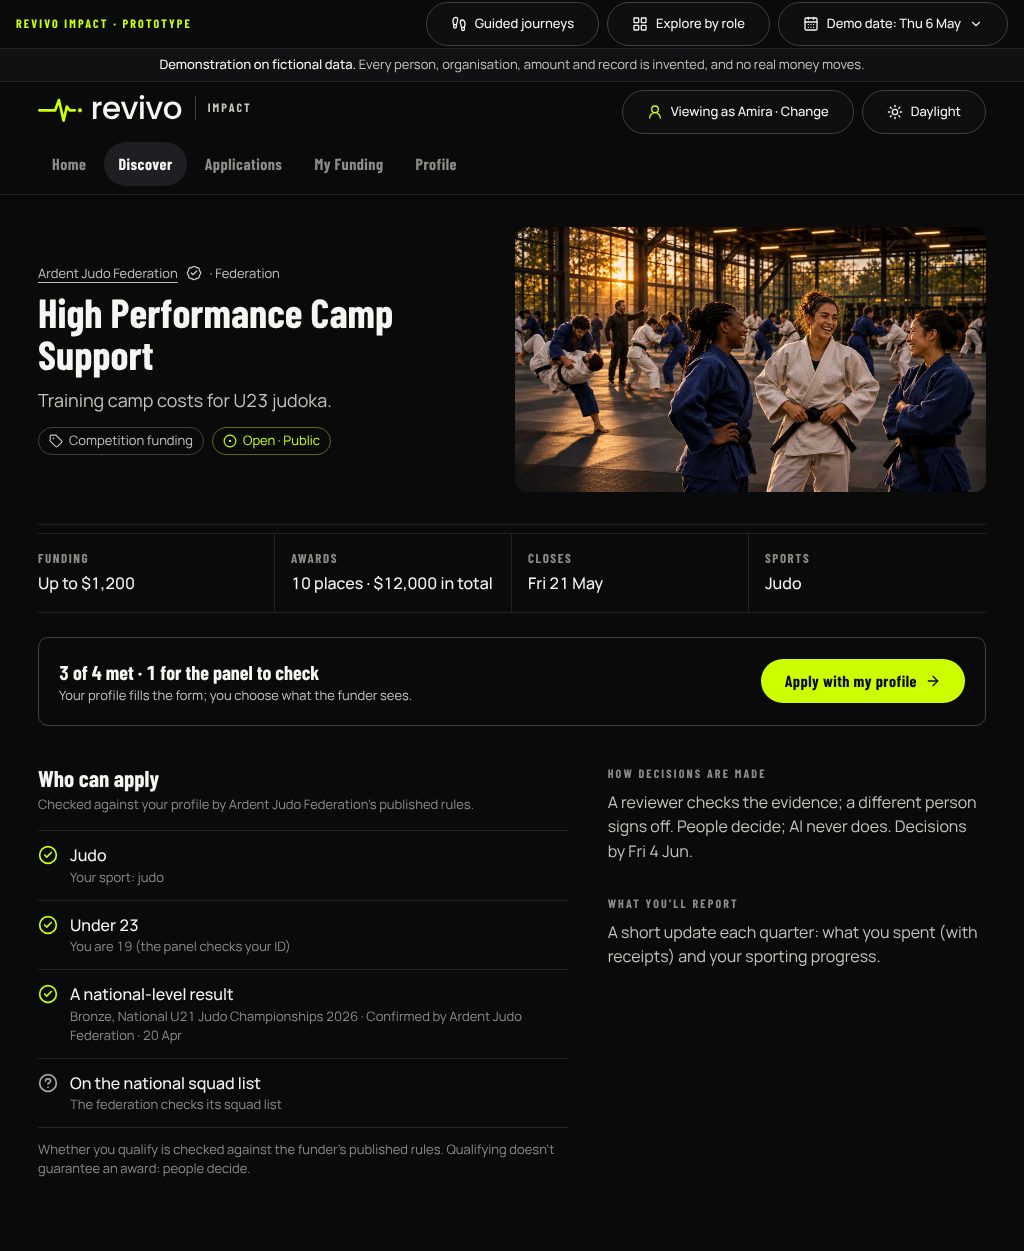 REVIVO IMPACT · PROTOTYPE
Guided journeys
Explore by role
Demo date: Thu 6 May
Demonstration on fictional data. Every person, organisation, amount and record is invented, and no real money moves.
revivo
IMPACT
Viewing as Amira · Change
Daylight
Home
Discover
Applications
My Funding
Profile
Ardent Judo Federation
· Federation
High Performance Camp
Support
Training camp costs for U23 judoka.
Competition funding
Open · Public
FUNDING
Up to $1,200
AWARDS
10 places · $12,000 in total
CLOSES
Fri 21 May
SPORTS
Judo
3 of 4 met · 1 for the panel to check
Your profile fills the form; you choose what the funder sees.
Apply with my profile
Who can apply
Checked against your profile by Ardent Judo Federation’s published rules.
Judo
Your sport: judo
Under 23
You are 19 (the panel checks your ID)
A national-level result
Bronze, National U21 Judo Championships 2026 · Confirmed by Ardent Judo
Federation · 20 Apr
On the national squad list
The federation checks its squad list
Whether you qualify is checked against the funder’s published rules. Qualifying doesn’t
guarantee an award: people decide.
HOW DECISIONS ARE MADE
A reviewer checks the evidence; a different person
signs off. People decide; AI never does. Decisions
by Fri 4 Jun.
WHAT YOU’LL REPORT
A short update each quarter: what you spent (with
receipts) and your sporting progress.